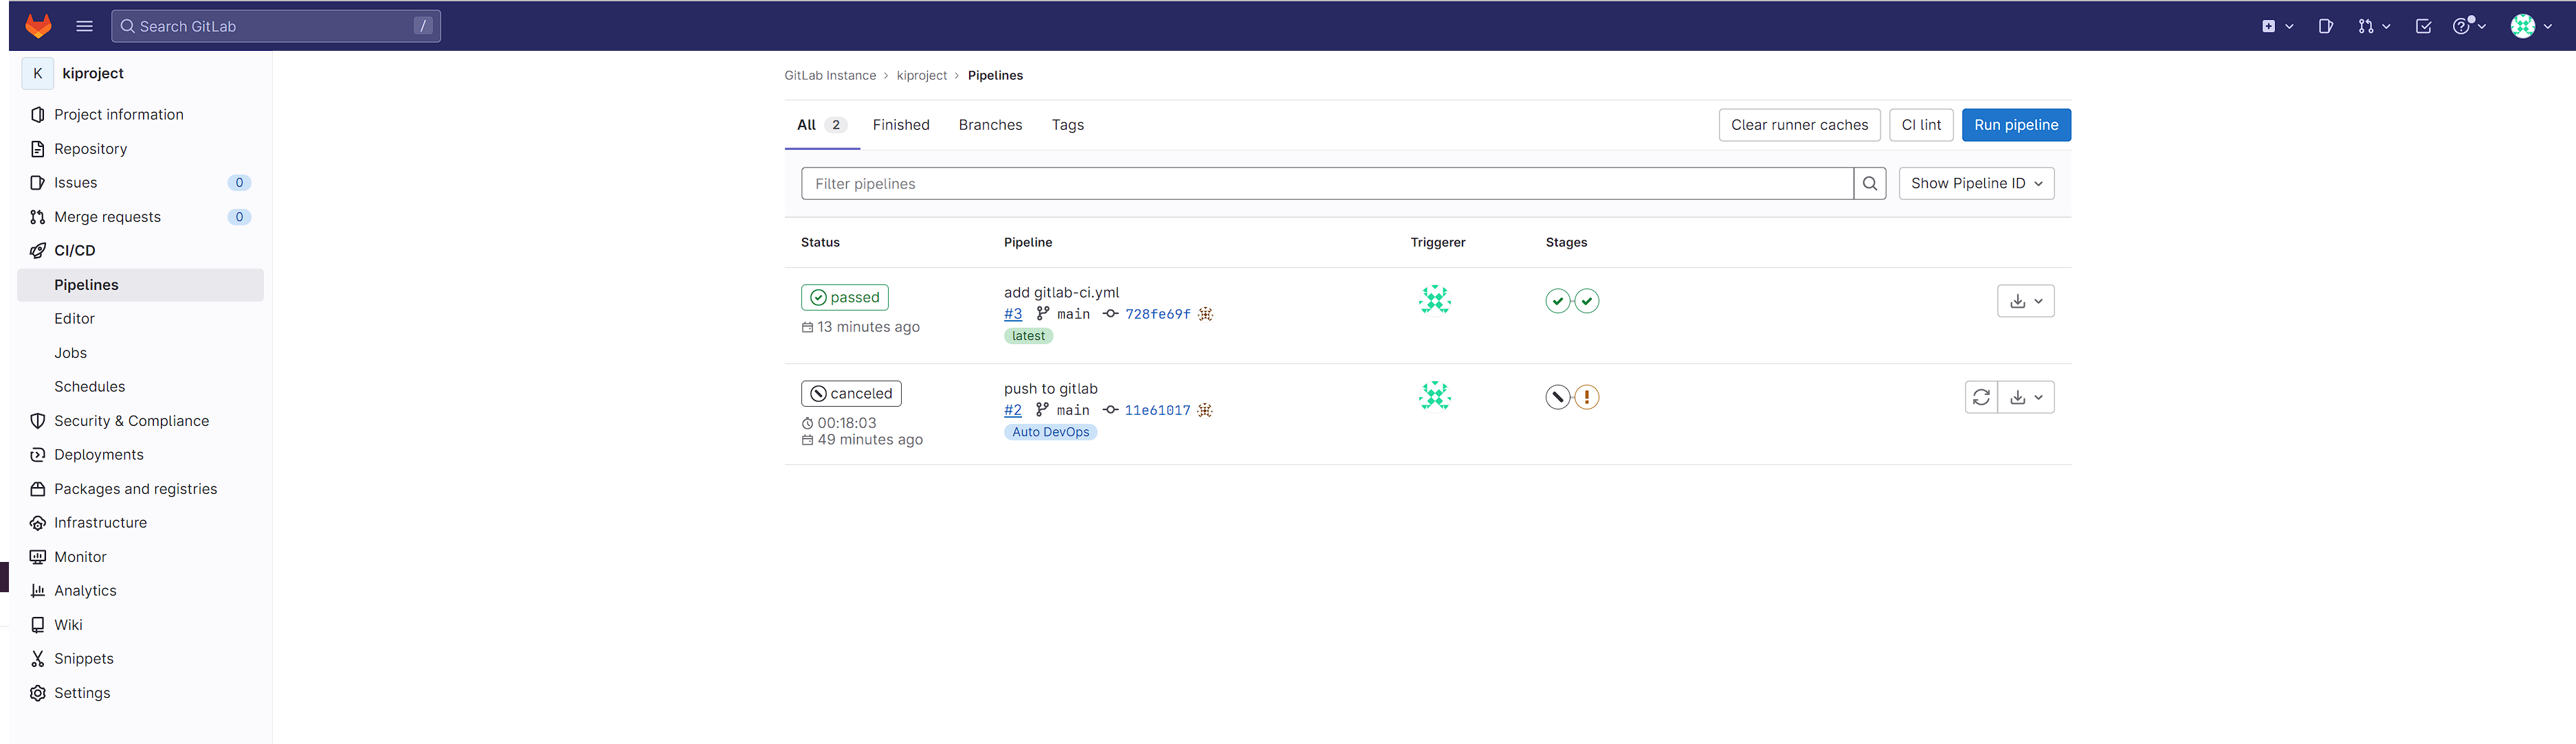 Search GitLab /
K kiproject
Project information
Repository
Issues 0
Merge requests 0
CI/CD
Pipelines
Editor
Jobs
Schedules
Security & Compliance
Deployments
Packages and registries
Infrastructure
Monitor
Analytics
Wiki
Snippets
Settings
GitLab Instance › kiproject › Pipelines
All 2 Finished Branches Tags Clear runner caches CI lint Run pipeline
Filter pipelines Show Pipeline ID
Status Pipeline Triggerer Stages
passed
13 minutes ago
add gitlab-ci.yml
#3 main 728fe69f
latest
canceled
00:18:03
49 minutes ago
push to gitlab
#2 main 11e61017
Auto DevOps